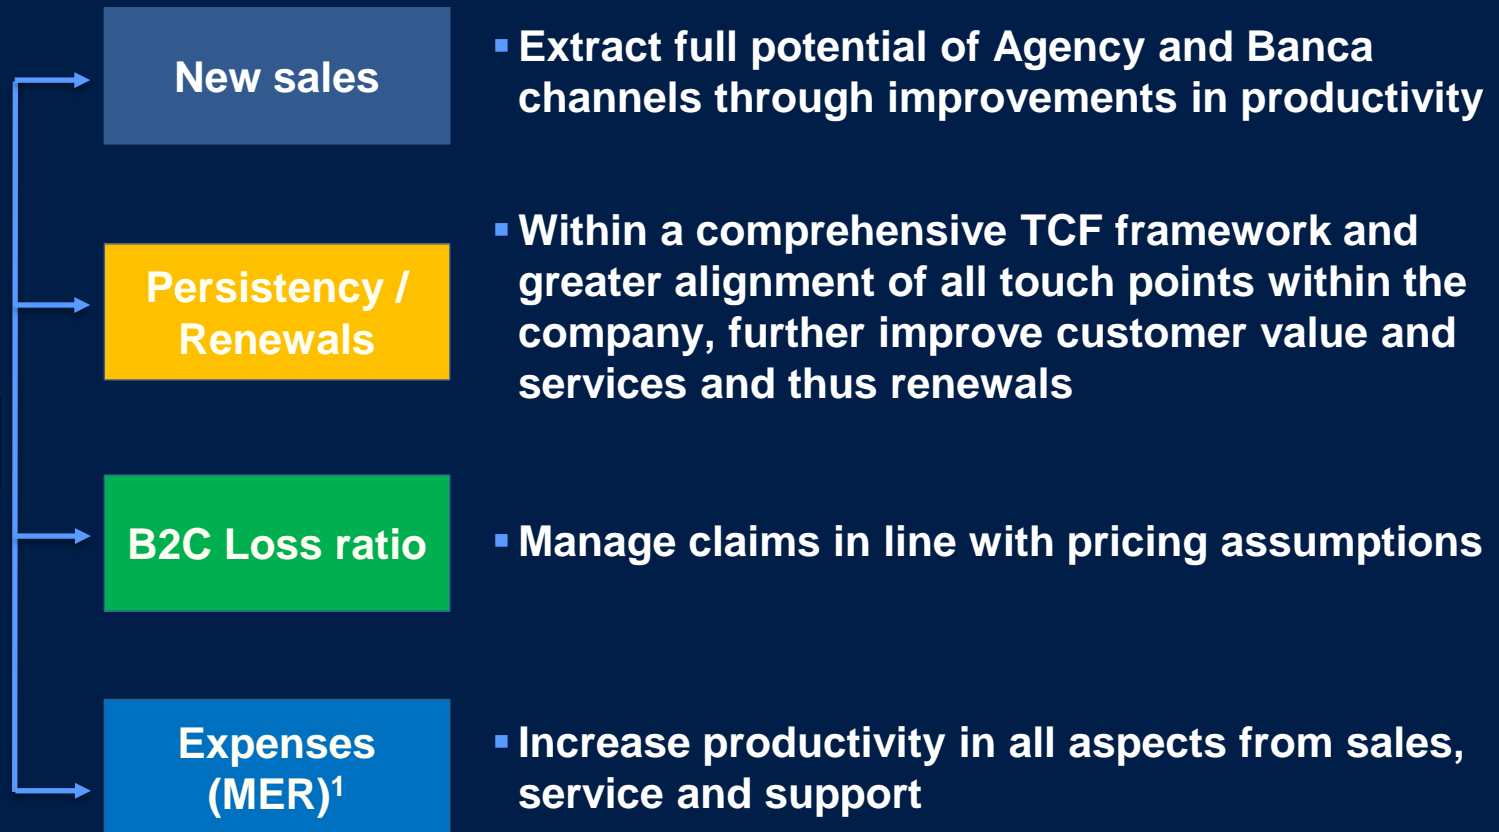 New sales
▪ Extract full potential of Agency and Banca
channels through improvements in productivity
Persistency /
Renewals
▪ Within a comprehensive TCF framework and
greater alignment of all touch points within the
company, further improve customer value and
services and thus renewals
B2C Loss ratio
▪ Manage claims in line with pricing assumptions
Expenses
(MER)¹
▪ Increase productivity in all aspects from sales,
service and support